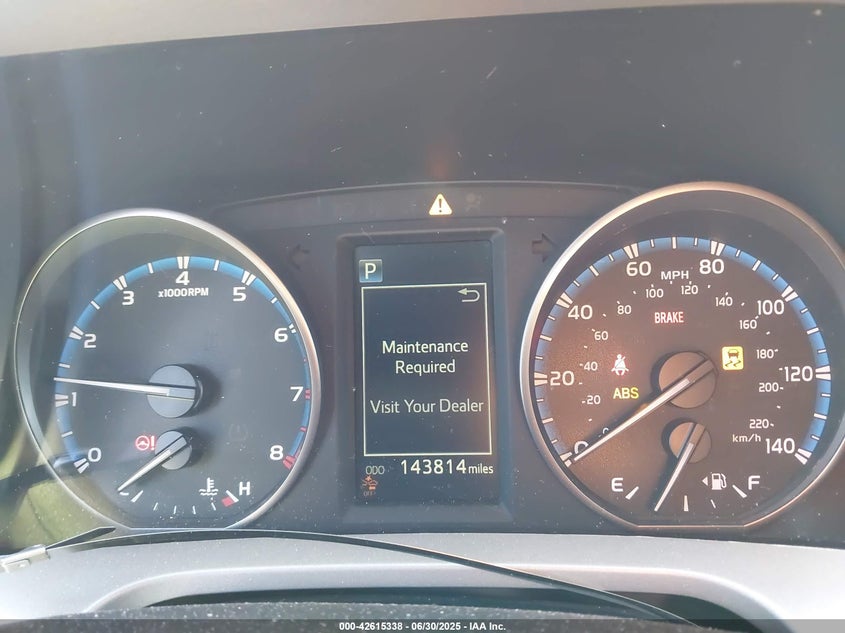 P
Maintenance
Required
Visit Your Dealer
ODO 143814 miles
0
1
2
3
4
5
6
7
8
x1000RPM
H
20
40
60
80
100
120
140
MPH
20
40
60
80
100
120
140
160
180
200
220
km/h
BRAKE
ABS
E
F
OFF
000-42615338 - 06/30/2025 - IAA Inc.